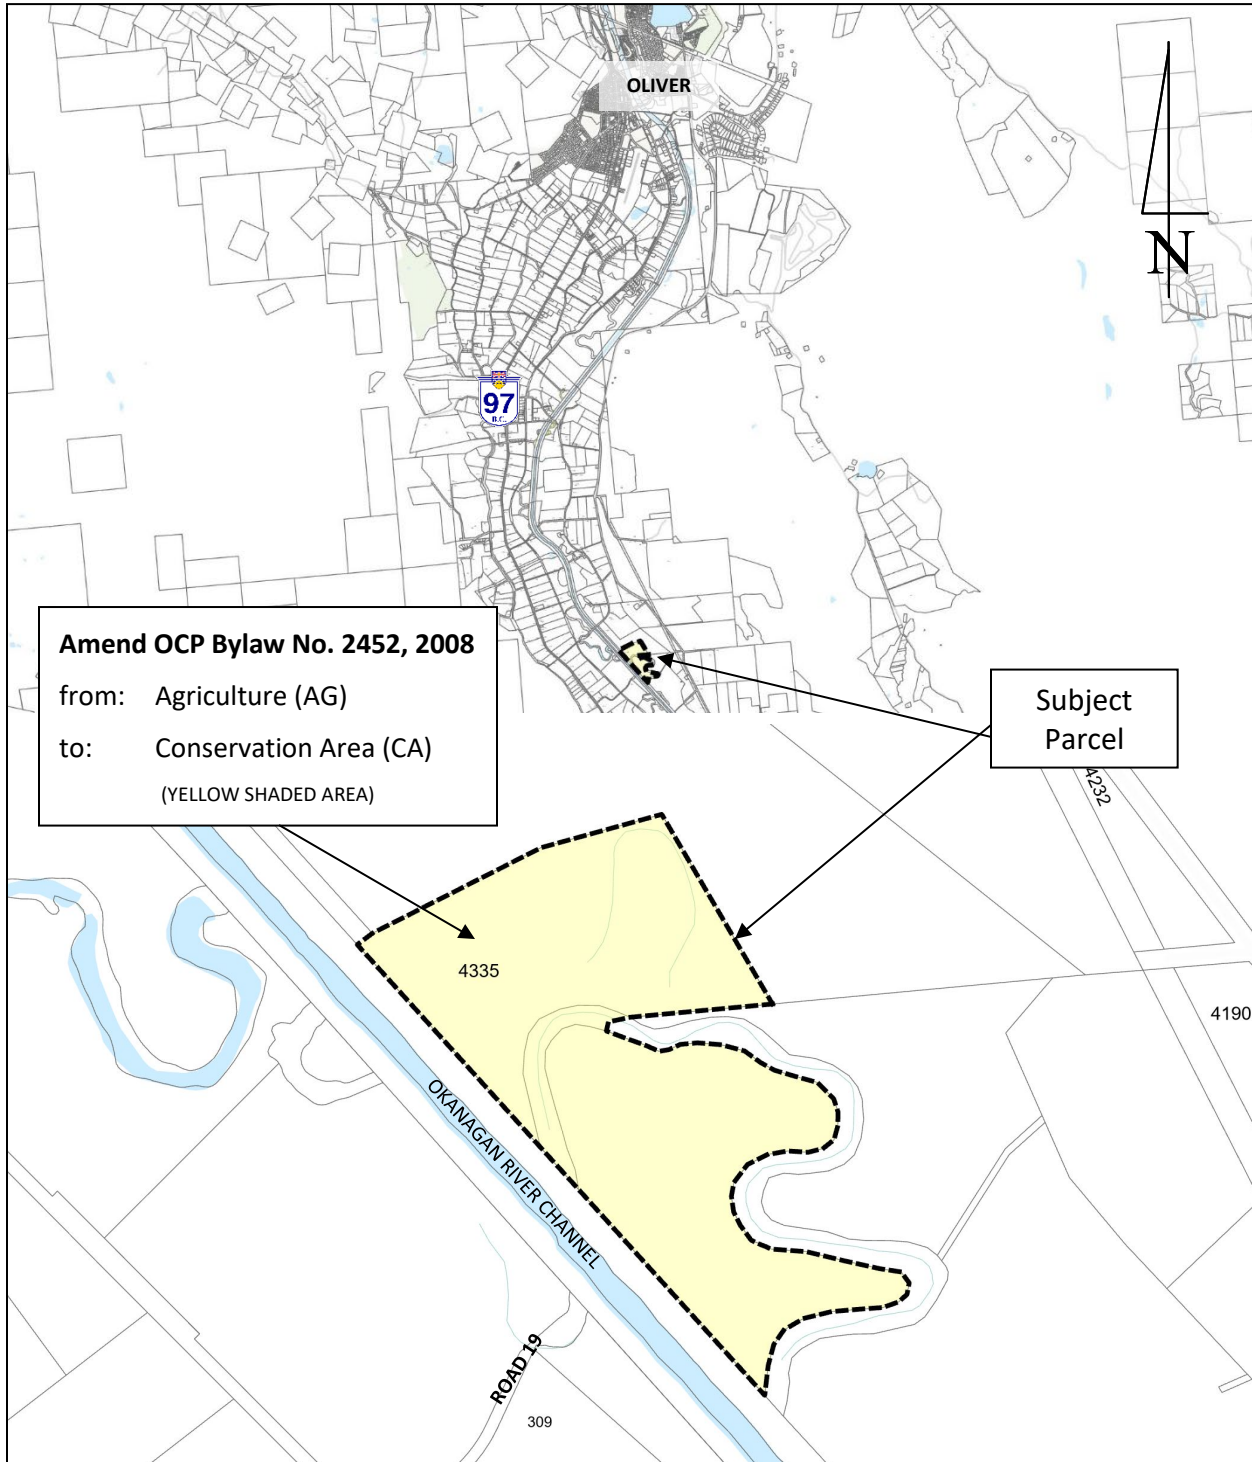 OLIVER
N
97
B.C.
Amend OCP Bylaw No. 2452, 2008
from: Agriculture (AG)
to: Conservation Area (CA)
(YELLOW SHADED AREA)
Subject
Parcel
4232
4335
4190
OKANAGAN RIVER CHANNEL
ROAD 19
309